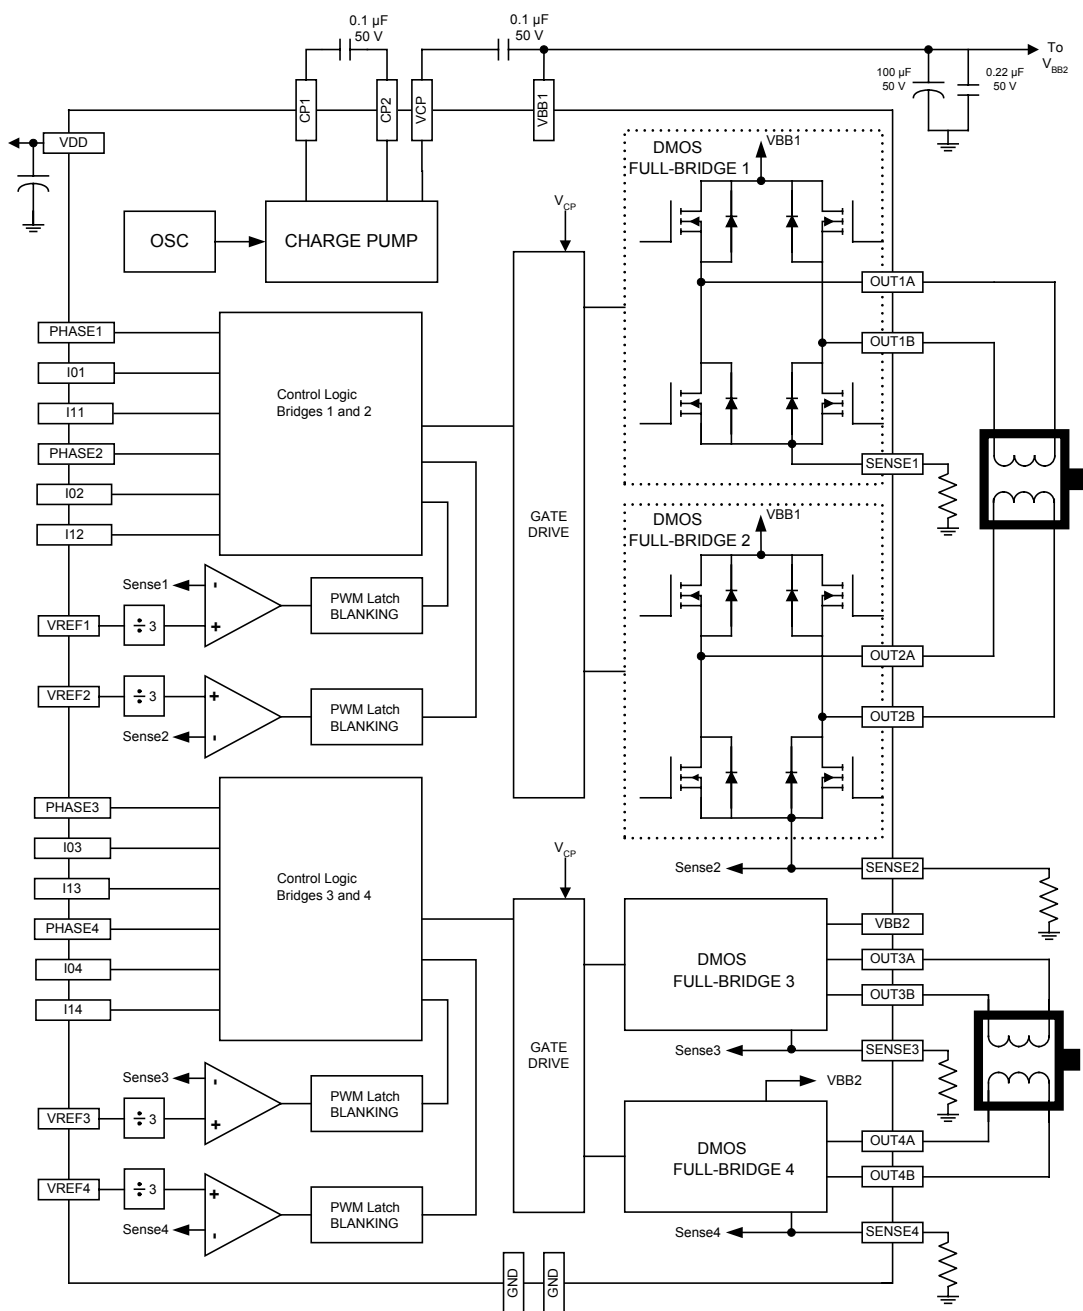 0.1 µF
50 V
0.1 µF
50 V
To
VBB2
100 µF
50 V
0.22 µF
50 V
CP1
CP2
VCP
VBB1
VDD
OSC
CHARGE PUMP
VCP
DMOS
FULL-BRIDGE 1
VBB1
OUT1A
OUT1B
SENSE1
PHASE1
I01
I11
PHASE2
I02
I12
Control Logic
Bridges 1 and 2
GATE
DRIVE
DMOS
FULL-BRIDGE 2
VBB1
OUT2A
OUT2B
Sense1
-
+
VREF1
÷ 3
PWM Latch
BLANKING
VREF2
÷ 3
+
-
Sense2
PWM Latch
BLANKING
Sense2
SENSE2
PHASE3
I03
I13
PHASE4
I04
I14
Control Logic
Bridges 3 and 4
VCP
GATE
DRIVE
DMOS
FULL-BRIDGE 3
VBB2
OUT3A
OUT3B
Sense3
SENSE3
VBB2
DMOS
FULL-BRIDGE 4
OUT4A
OUT4B
Sense4
SENSE4
Sense3
-
+
VREF3
÷ 3
PWM Latch
BLANKING
VREF4
÷ 3
+
-
Sense4
PWM Latch
BLANKING
GND
GND